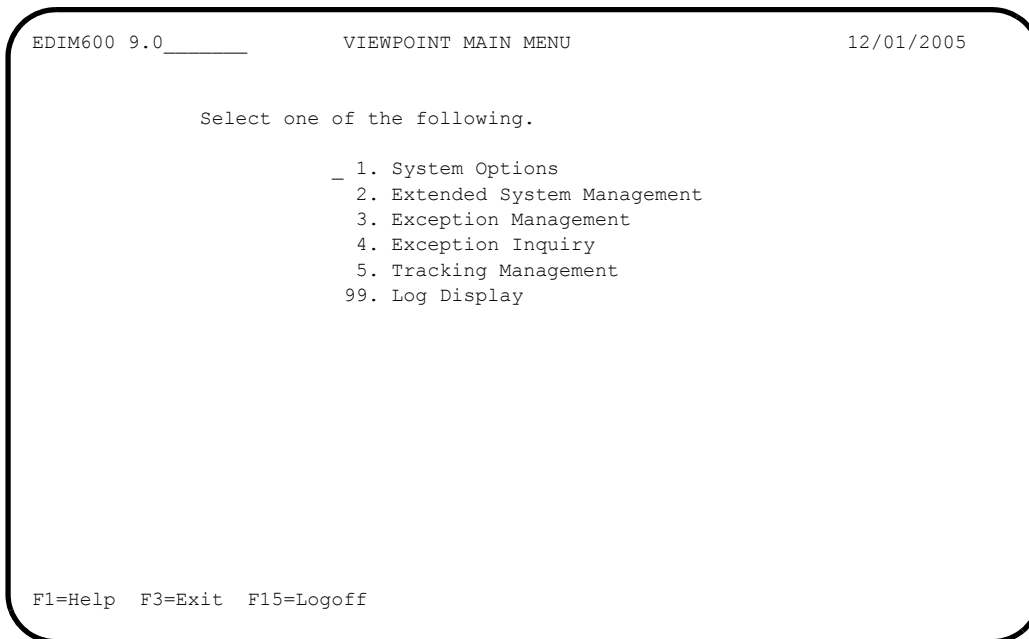 EDIM600 9.0_______ VIEWPOINT MAIN MENU 12/01/2005
Select one of the following.
_ 1. System Options
2. Extended System Management
3. Exception Management
4. Exception Inquiry
5. Tracking Management
99. Log Display
F1=Help F3=Exit F15=Logoff